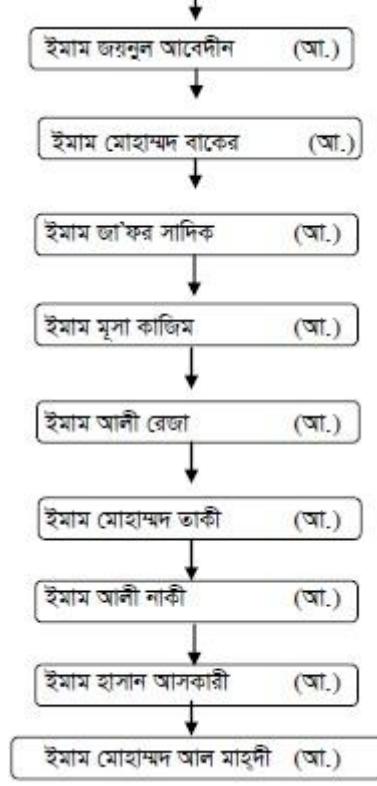 ইমাম জয়নুল আবেদীন (আ.)
ইমাম মোহাম্মদ বাকের (আ.)
ইমাম জা`ফর সাদিক (আ.)
ইমাম মূসা কাজিম (আ.)
ইমাম আলী রেজা (আ.)
ইমাম মোহাম্মদ তাকী (আ.)
ইমাম আলী নাকী (আ.)
ইমাম হাসান আসকারী (আ.)
ইমাম মোহাম্মদ আল মাহ্‌দী (আ.)